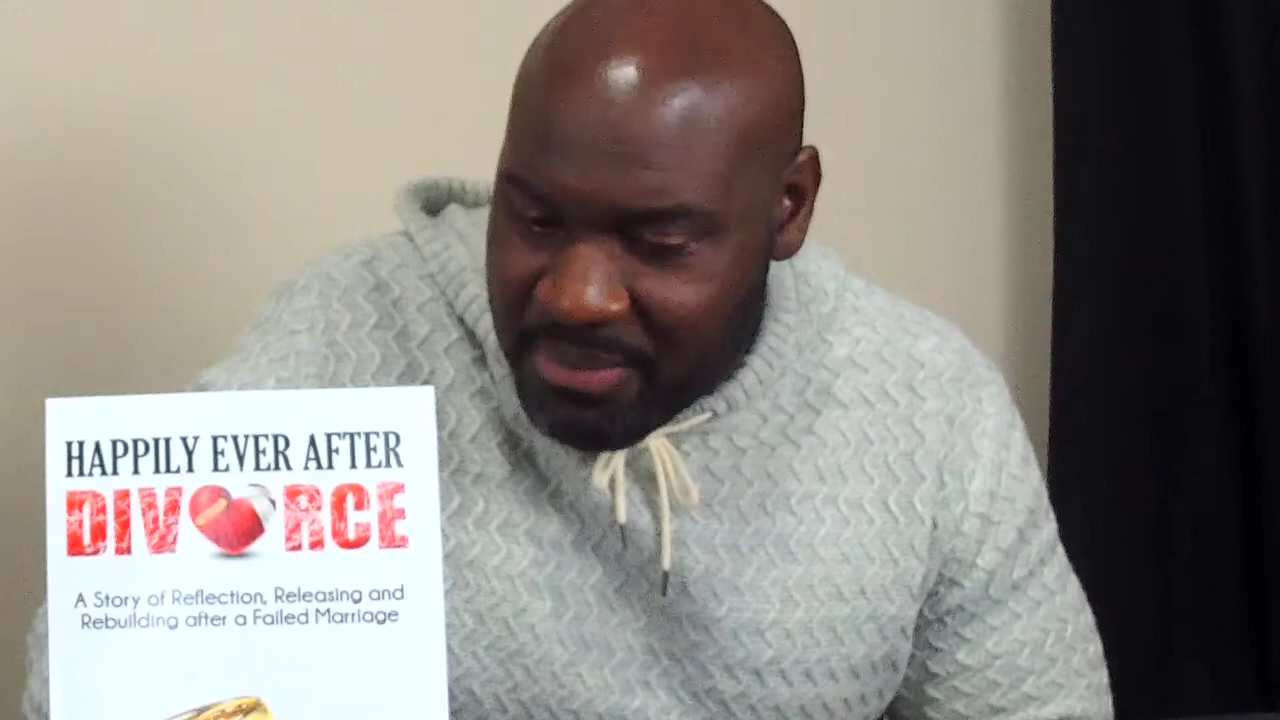 HAPPILY EVER AFTER
DIVORCE
A Story of Reflection, Releasing and
Rebuilding after a Failed Marriage